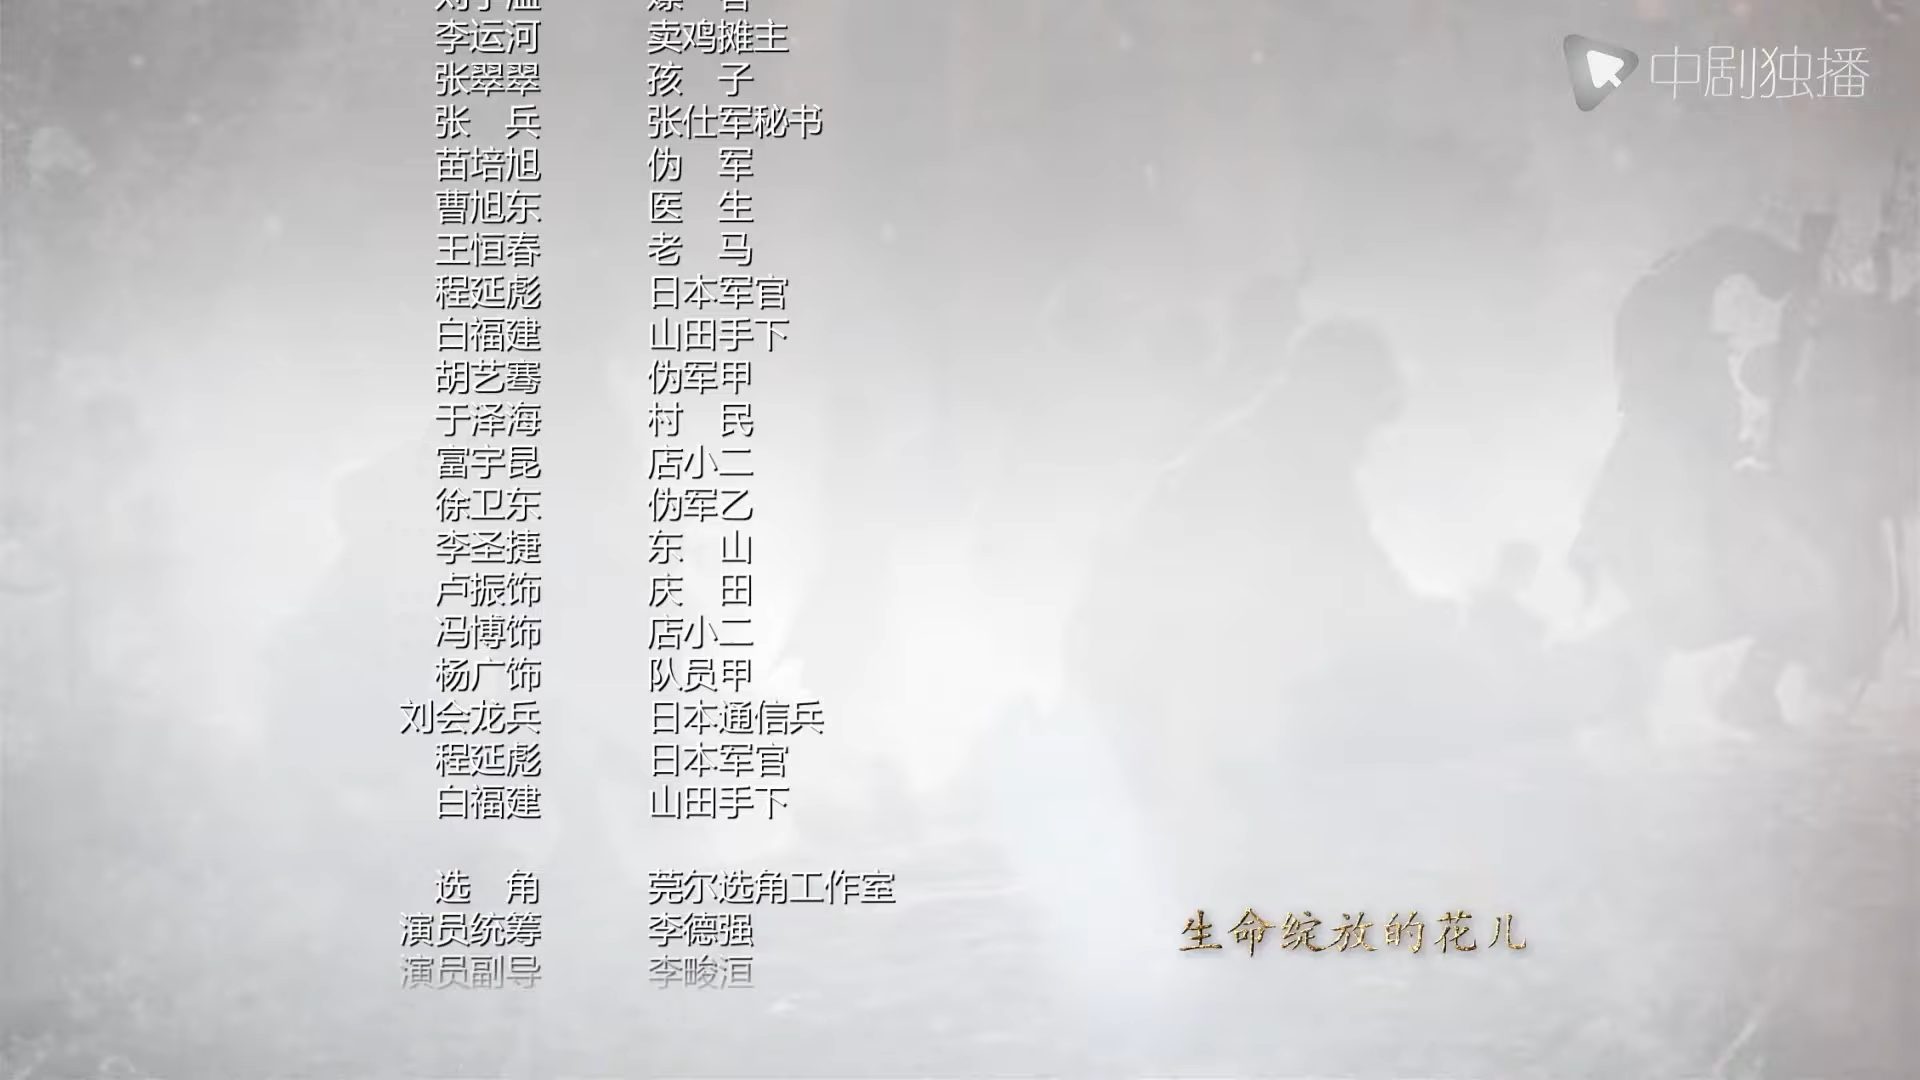 中剧独播
李运河 卖鸡摊主
张翠翠 孩 子
张 兵 张仕军秘书
苗培旭 伪 军
曹旭东 医 生
王恒春 老 马
程延彪 日本军官
白福建 山田手下
胡艺骞 伪军甲
于泽海 村 民
富宇昆 店小二
徐卫东 伪军乙
李圣捷 东 山
卢振饰 庆 田
冯博饰 店小二
杨广饰 队员甲
刘会龙兵 日本通信兵
程延彪 日本军官
白福建 山田手下
选 角 莞尔选角工作室
演员统筹 李德强
演员副导 李畯洹
生命绽放的花儿